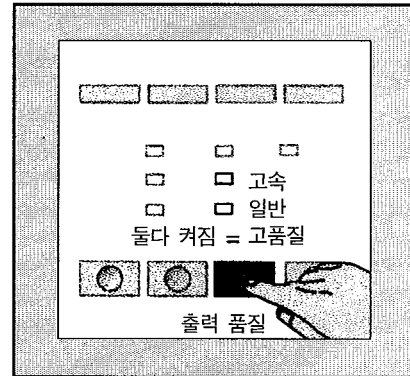 고속
일반
둘다 켜짐 = 고품질
출력 품질